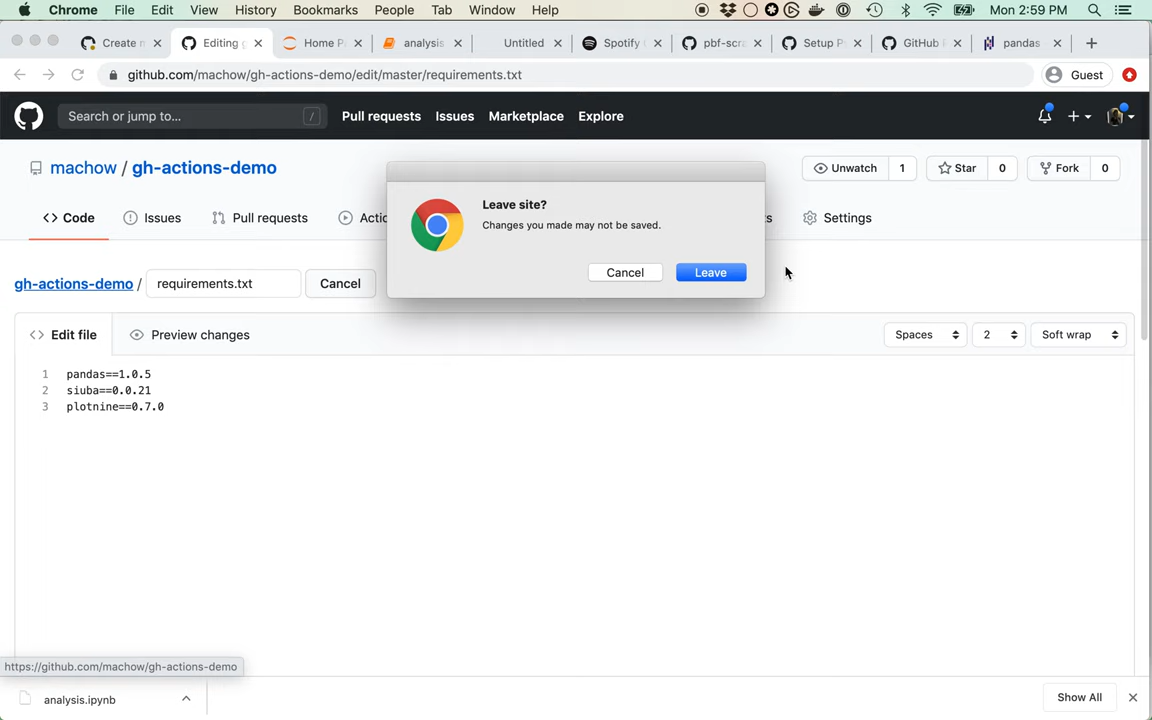 Chrome File Edit View History Bookmarks People Tab Window Help Mon 2:59 PM
Create n Editing g Home P analysis Untitled Spotify pbf-scra Setup P GitHub pandas
github.com/machow/gh-actions-demo/edit/master/requirements.txt Guest
Search or jump to... / Pull requests Issues Marketplace Explore
machow / gh-actions-demo Unwatch 1 Star 0 Fork 0
Leave site?
Changes you made may not be saved.
Cancel Leave
<> Code Issues Pull requests Settings
gh-actions-demo / requirements.txt Cancel
<> Edit file Preview changes Spaces 2 Soft wrap
1 pandas==1.0.5
2 siuba==0.0.21
3 plotnine==0.7.0
https://github.com/machow/gh-actions-demo
analysis.ipynb Show All